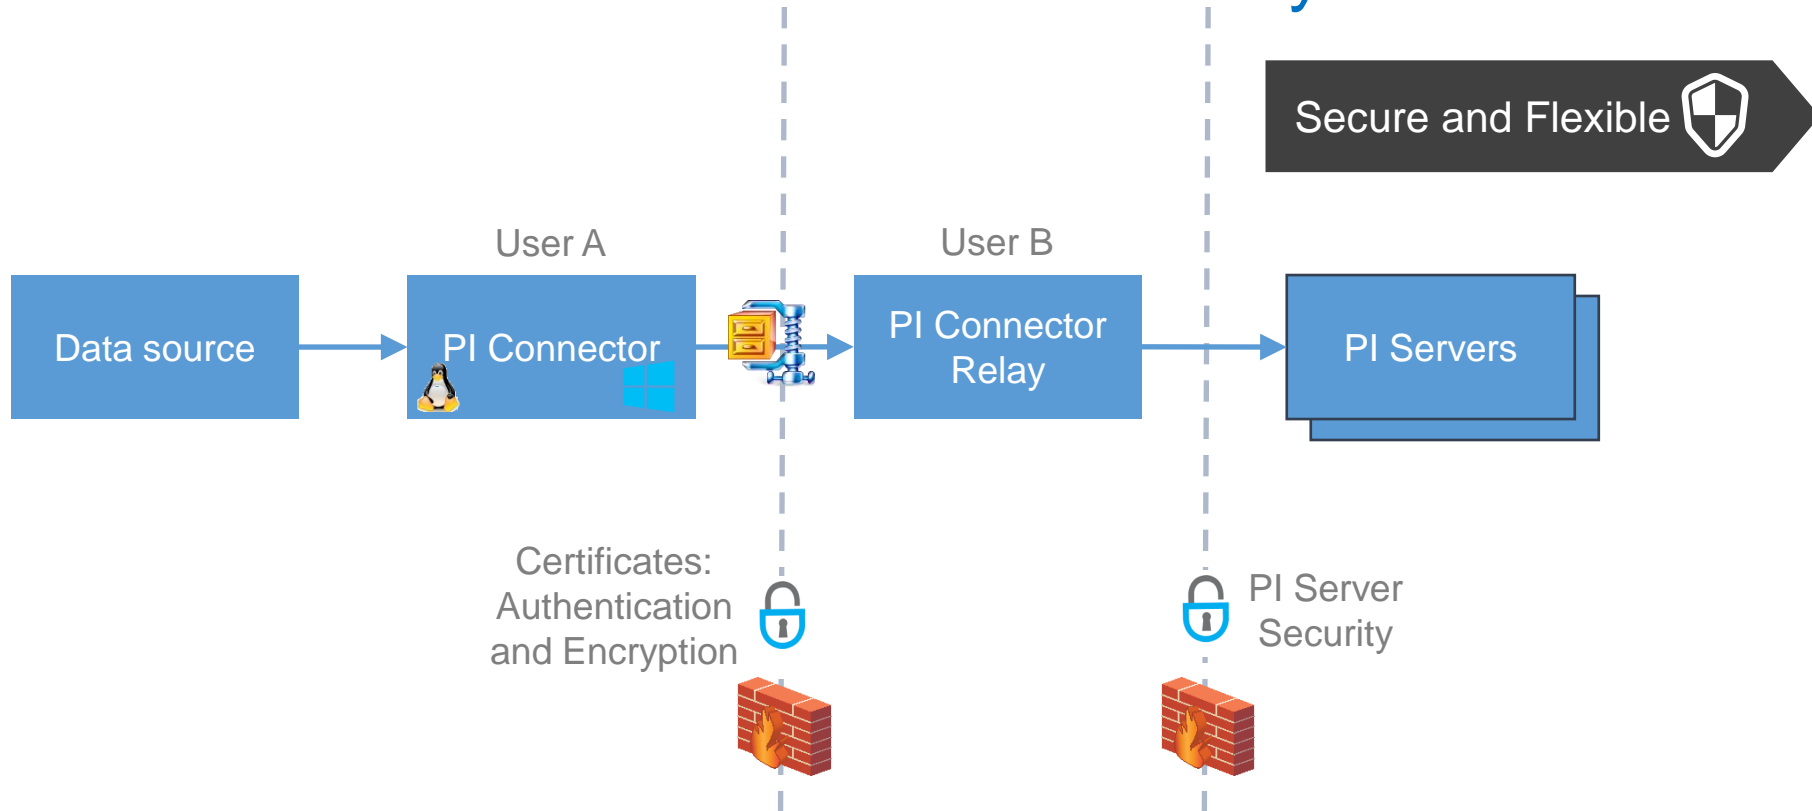 Secure and Flexible
User A
User B
Data source
PI Connector
PI Connector
Relay
PI Servers
Certificates:
Authentication
and Encryption
PI Server
Security